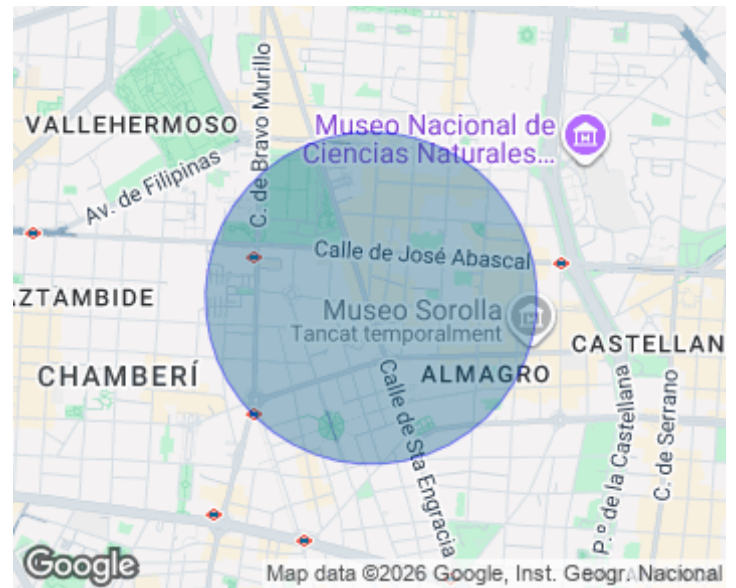 VALLEHERMOSO
C. de Bravo Murillo
Museo Nacional de
Ciencias Naturales...
Av. de Filipinas
Calle de José Abascal
AZTAMBIDE
Museo Sorolla
Tancat temporalment
CASTELLAN
CHAMBERÍ
ALMAGRO
Calle de Sta Engracia
P.º de la Castellana
C. de Serrano
Google
Map data ©2026 Google, Inst. Geogr. Nacional